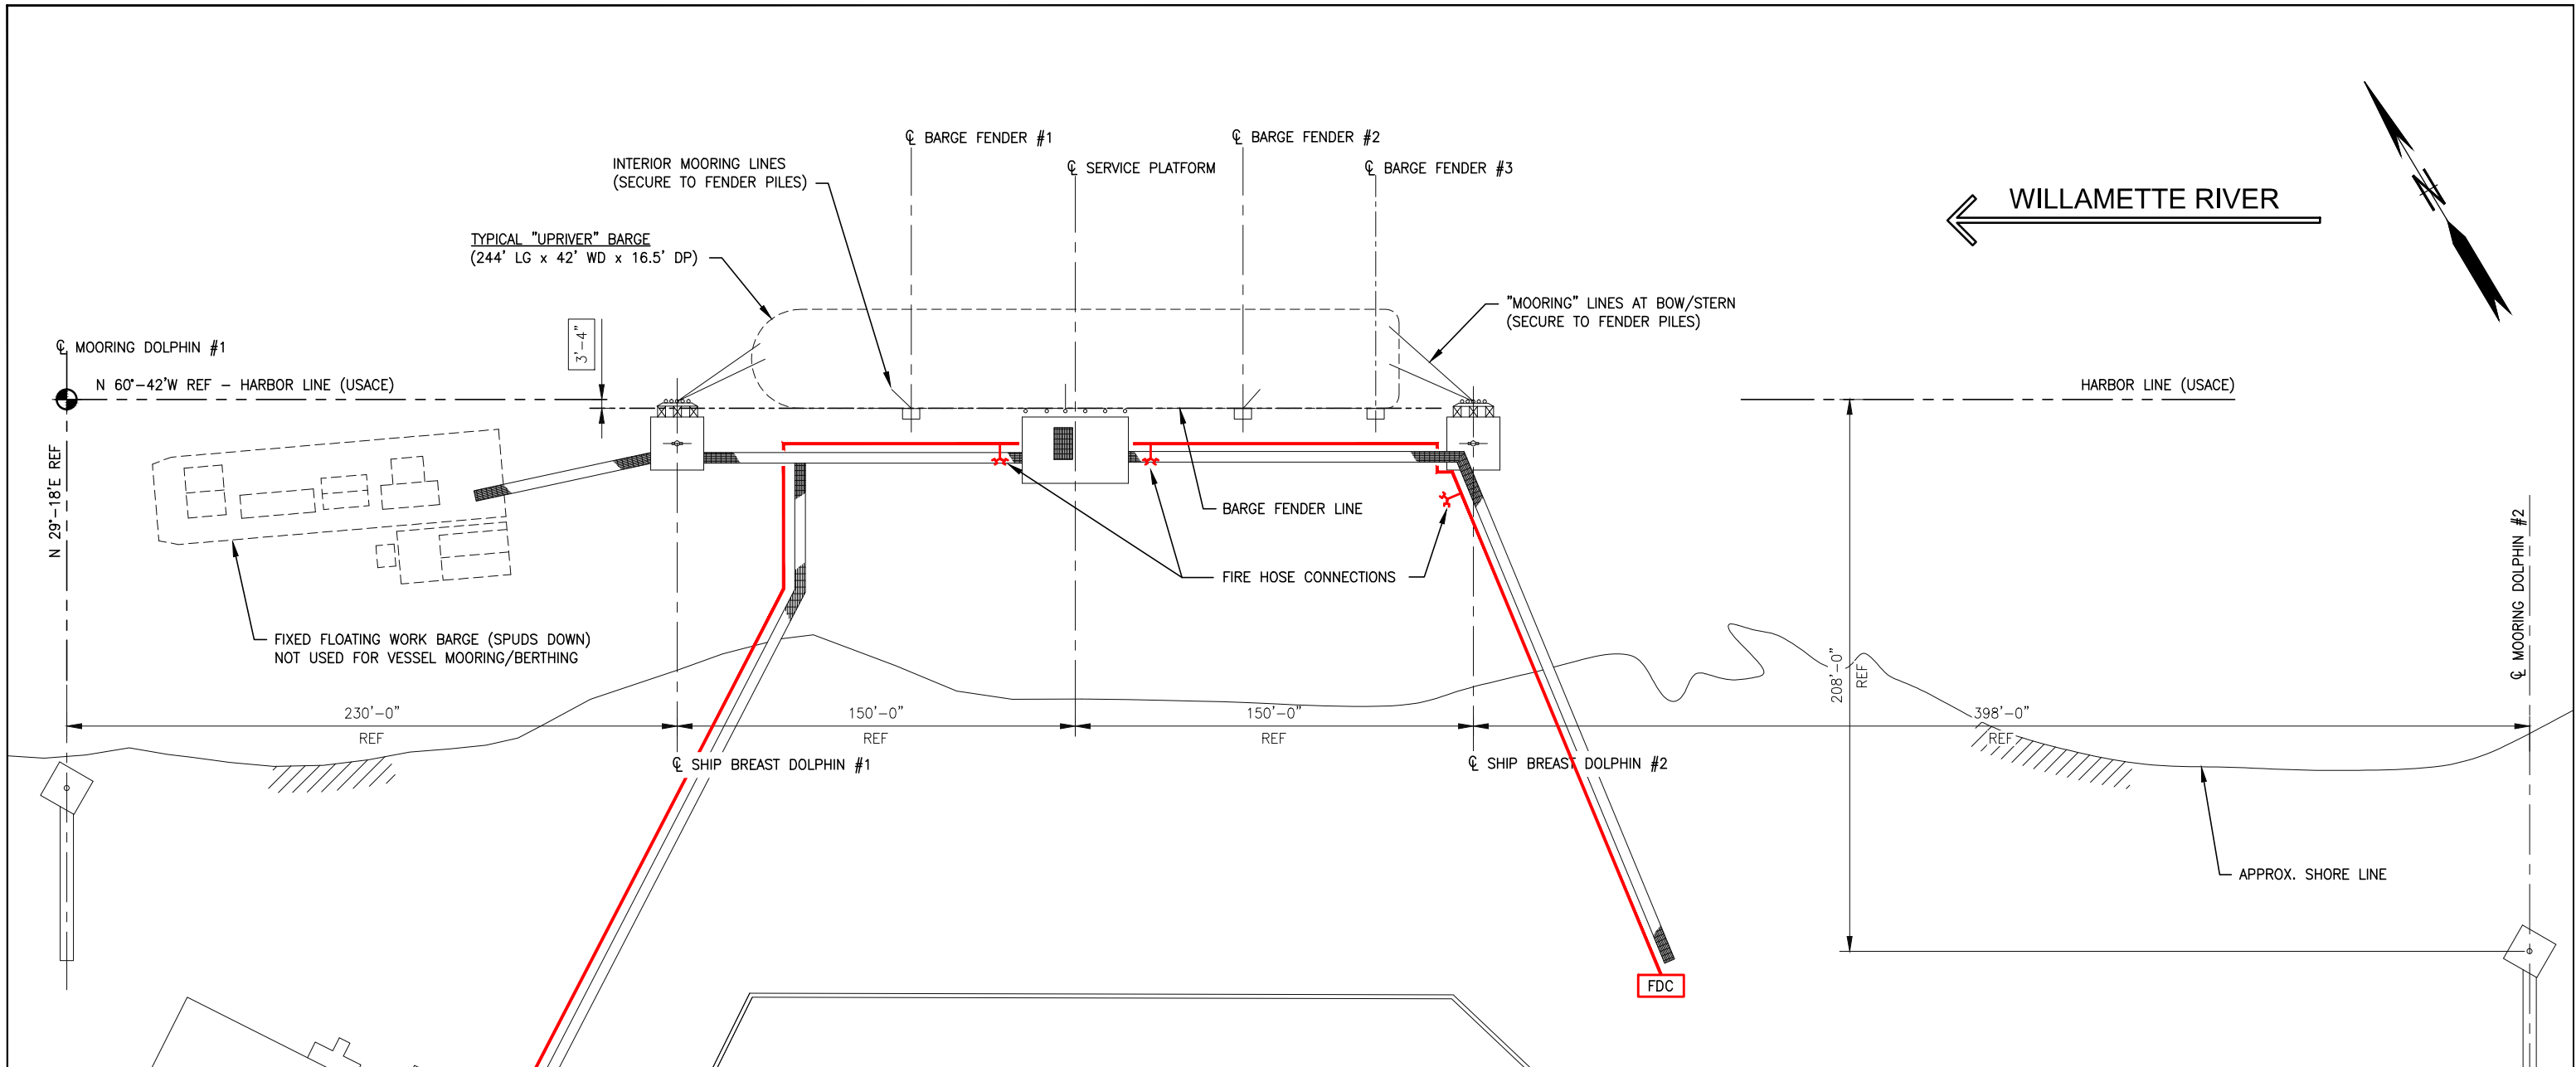 ℄ BARGE FENDER #1
℄ BARGE FENDER #2
INTERIOR MOORING LINES
(SECURE TO FENDER PILES)
℄ SERVICE PLATFORM
℄ BARGE FENDER #3
N
WILLAMETTE RIVER
TYPICAL "UPRIVER" BARGE
(244' LG x 42' WD x 16.5' DP)
"MOORING" LINES AT BOW/STERN
(SECURE TO FENDER PILES)
3'-4"
℄ MOORING DOLPHIN #1
N 60°-42'W REF – HARBOR LINE (USACE)
HARBOR LINE (USACE)
N 29°-18'E REF
BARGE FENDER LINE
℄ MOORING DOLPHIN #2
FIRE HOSE CONNECTIONS
FIXED FLOATING WORK BARGE (SPUDS DOWN)
NOT USED FOR VESSEL MOORING/BERTHING
208'-0"
REF
230'-0"
REF
150'-0"
REF
150'-0"
REF
398'-0"
REF
℄ SHIP BREAST DOLPHIN #1
℄ SHIP BREAST DOLPHIN #2
APPROX. SHORE LINE
FDC